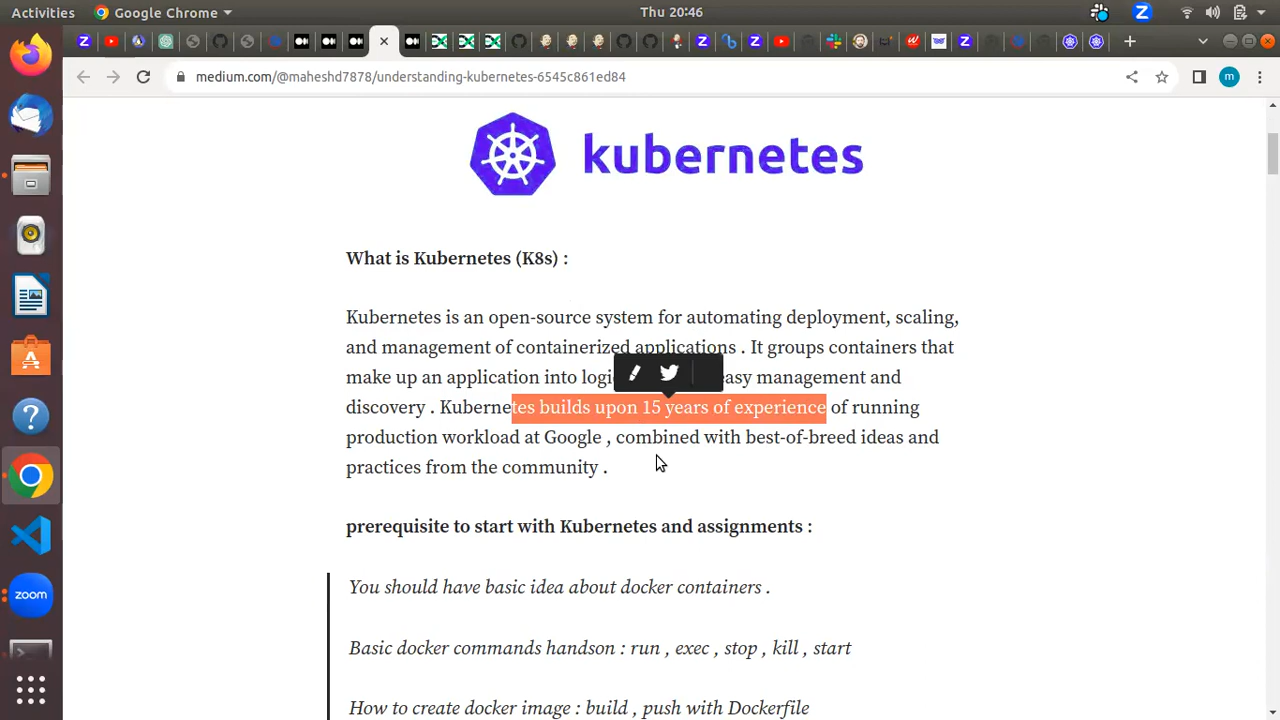 Activities
Google Chrome
Thu 20:46
medium.com/@maheshd7878/understanding-kubernetes-6545c861ed84
m
kubernetes
What is Kubernetes (K8s) :
Kubernetes is an open-source system for automating deployment, scaling,
and management of containerized applications . It groups containers that
make up an application into easy management and
discovery . Kubernetes builds upon 15 years of experience of running
production workload at Google , combined with best-of-breed ideas and
practices from the community .
prerequisite to start with Kubernetes and assignments :
You should have basic idea about docker containers .
Basic docker commands handson : run , exec , stop , kill , start
How to create docker image : build , push with Dockerfile
zoom